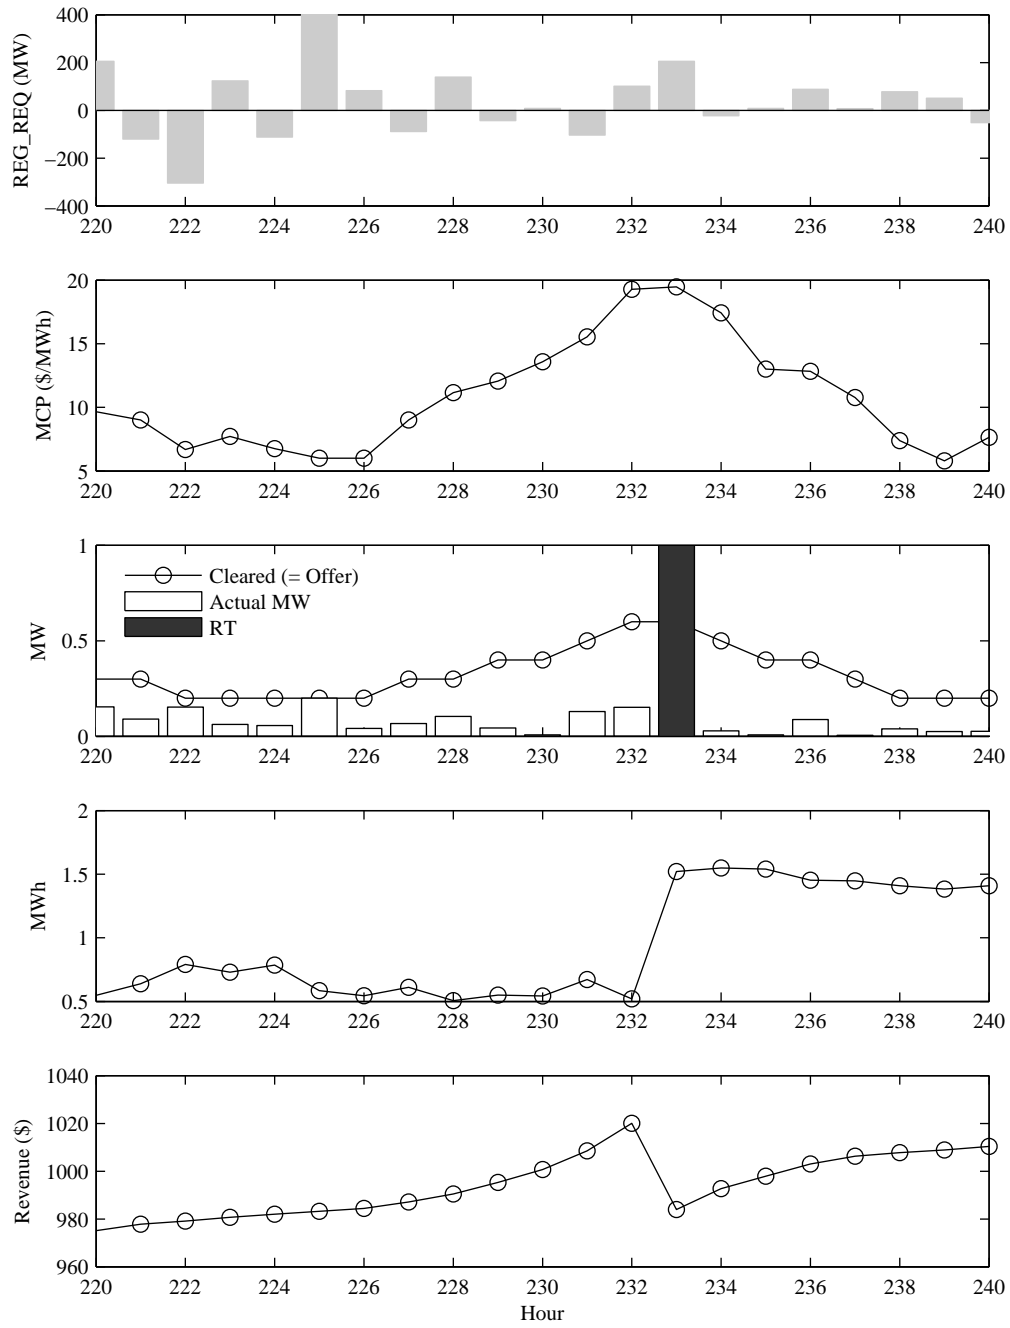 REG_REQ (MW)
400
200
0
−200
−400
220 222 224 226 228 230 232 234 236 238 240
MCP ($/MWh)
20
15
10
5
220 222 224 226 228 230 232 234 236 238 240
MW
1
0.5
0
Cleared (= Offer)
Actual MW
RT
220 222 224 226 228 230 232 234 236 238 240
MWh
2
1.5
1
0.5
220 222 224 226 228 230 232 234 236 238 240
Revenue ($)
1040
1020
1000
980
960
220 222 224 226 228 230 232 234 236 238 240
Hour